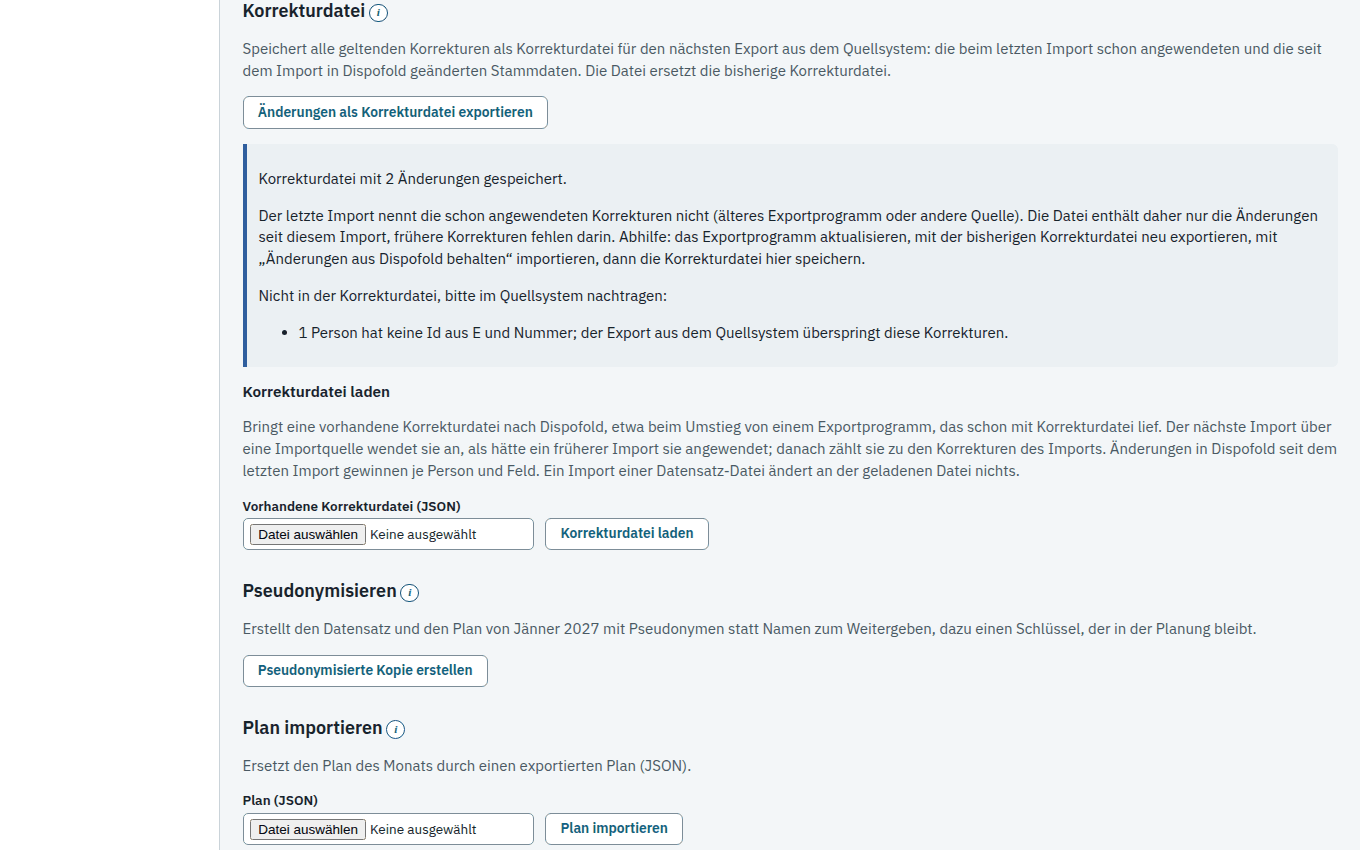 Korrekturdatei i
Speichert alle geltenden Korrekturen als Korrekturdatei für den nächsten Export aus dem Quellsystem: die beim letzten Import schon angewendeten und die seit
dem Import in Dispofold geänderten Stammdaten. Die Datei ersetzt die bisherige Korrekturdatei.
Änderungen als Korrekturdatei exportieren
Korrekturdatei mit 2 Änderungen gespeichert.
Der letzte Import nennt die schon angewendeten Korrekturen nicht (älteres Exportprogramm oder andere Quelle). Die Datei enthält daher nur die Änderungen
seit diesem Import, frühere Korrekturen fehlen darin. Abhilfe: das Exportprogramm aktualisieren, mit der bisherigen Korrekturdatei neu exportieren, mit
„Änderungen aus Dispofold behalten“ importieren, dann die Korrekturdatei hier speichern.
Nicht in der Korrekturdatei, bitte im Quellsystem nachtragen:
• 1 Person hat keine Id aus E und Nummer; der Export aus dem Quellsystem überspringt diese Korrekturen.
Korrekturdatei laden
Bringt eine vorhandene Korrekturdatei nach Dispofold, etwa beim Umstieg von einem Exportprogramm, das schon mit Korrekturdatei lief. Der nächste Import über
eine Importquelle wendet sie an, als hätte ein früherer Import sie angewendet; danach zählt sie zu den Korrekturen des Imports. Änderungen in Dispofold seit dem
letzten Import gewinnen je Person und Feld. Ein Import einer Datensatz-Datei ändert an der geladenen Datei nichts.
Vorhandene Korrekturdatei (JSON)
Datei auswählen Keine ausgewählt Korrekturdatei laden
Pseudonymisieren i
Erstellt den Datensatz und den Plan von Jänner 2027 mit Pseudonymen statt Namen zum Weitergeben, dazu einen Schlüssel, der in der Planung bleibt.
Pseudonymisierte Kopie erstellen
Plan importieren i
Ersetzt den Plan des Monats durch einen exportierten Plan (JSON).
Plan (JSON)
Datei auswählen Keine ausgewählt Plan importieren